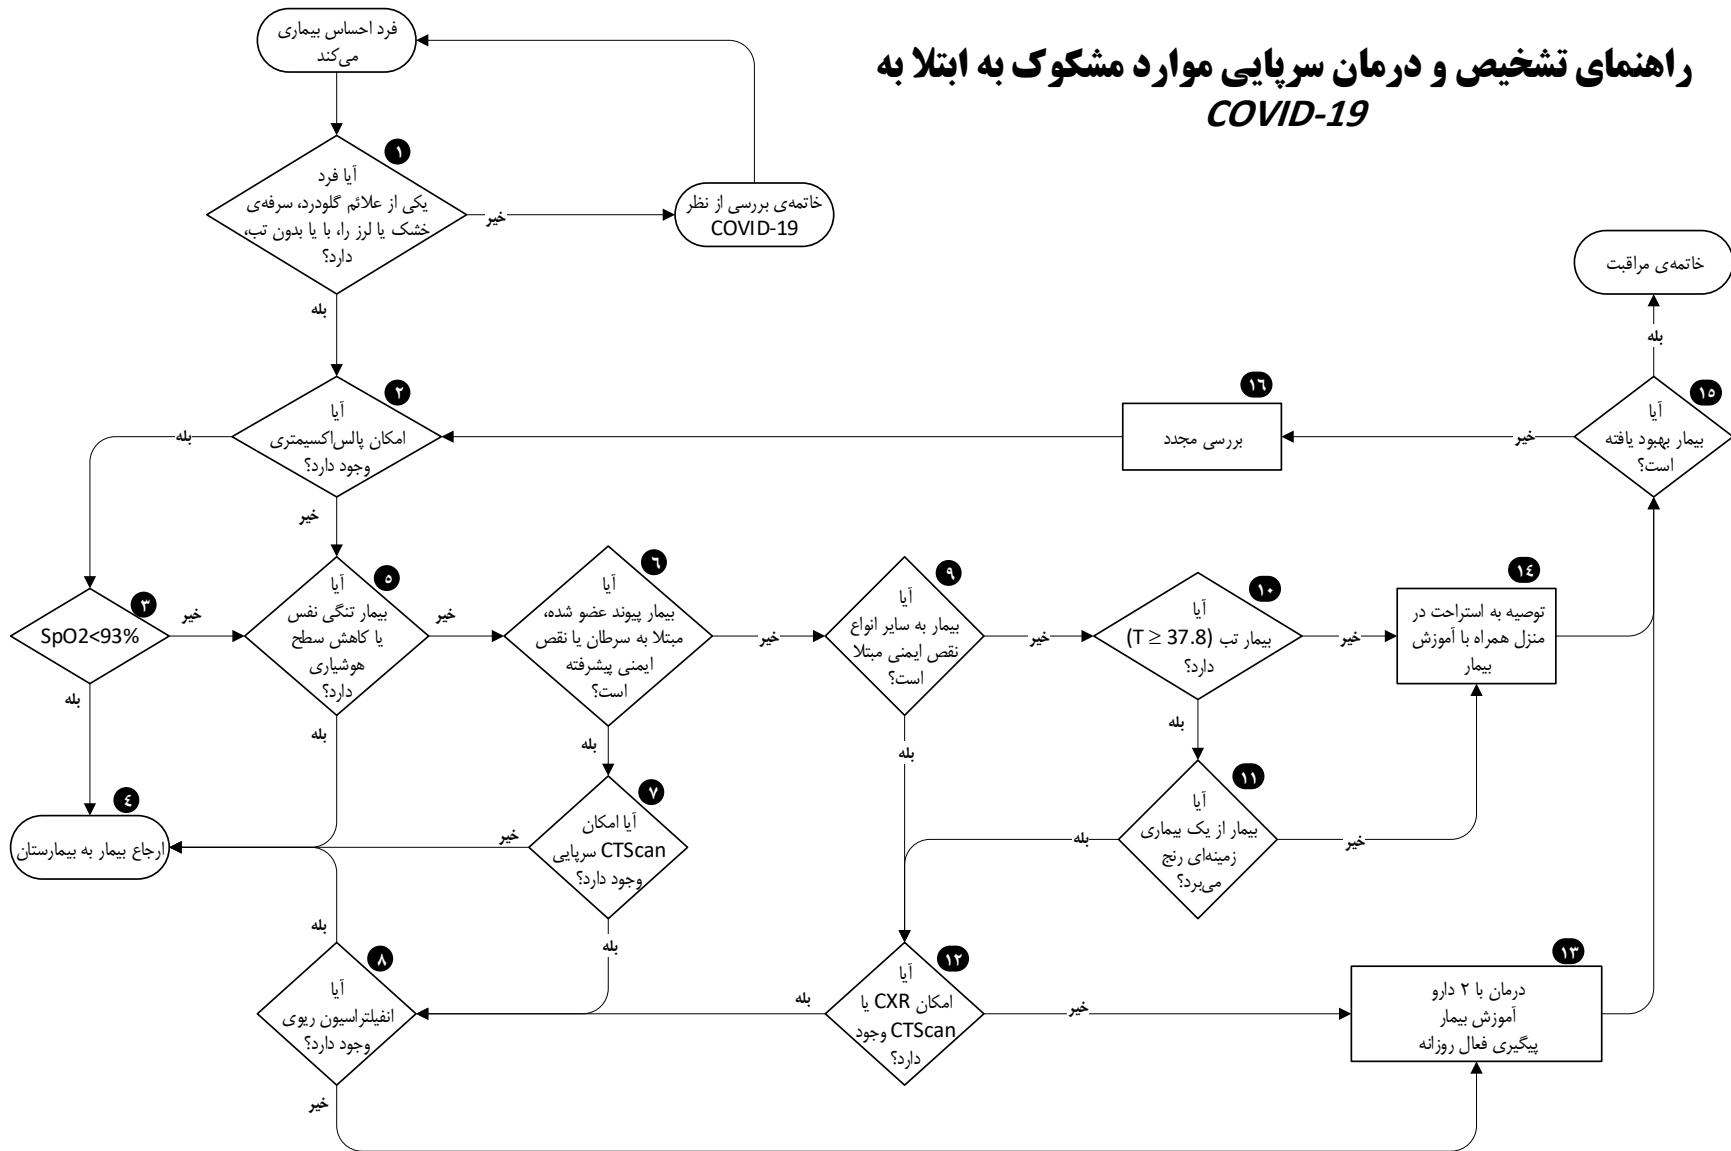 راهنمای تشخیص و درمان سرپایی موارد مشکوک به ابتلا به
COVID-19
فرد احساس بیماری
می‌کند
۱
آیا فرد
یکی از علائم گلودرد، سرفه‌ی
خشک یا لرز را، با یا بدون تب،
دارد؟
خیر
خاتمه‌ی بررسی از نظر
COVID-19
بله
۲
آیا
امکان پالس‌اکسیمتری
وجود دارد؟
بله
خیر
۳
SpO2<93%
خیر
بله
۴
ارجاع بیمار به بیمارستان
۵
آیا
بیمار تنگی نفس
یا کاهش سطح
هوشیاری
دارد؟
خیر
بله
۶
آیا
بیمار پیوند عضو شده،
مبتلا به سرطان یا نقص
ایمنی پیشرفته
است؟
خیر
بله
۷
آیا امکان
CTScan سرپایی
وجود دارد؟
خیر
بله
۸
آیا
انفیلتراسیون ریوی
وجود دارد؟
بله
خیر
۹
آیا
بیمار به سایر انواع
نقص ایمنی مبتلا
است؟
خیر
بله
۱۰
آیا
بیمار تب (T ≥ 37.8)
دارد؟
خیر
بله
۱۱
آیا
بیمار از یک بیماری
زمینه‌ای رنج
می‌برد؟
بله
خیر
۱۲
آیا
امکان CXR یا
CTScan وجود
دارد؟
بله
خیر
۱۳
درمان با ۲ دارو
آموزش بیمار
پیگیری فعال روزانه
۱۴
توصیه به استراحت در
منزل همراه با آموزش
بیمار
۱۵
آیا
بیمار بهبود یافته
است؟
خیر
بله
۱۶
بررسی مجدد
خاتمه‌ی مراقبت